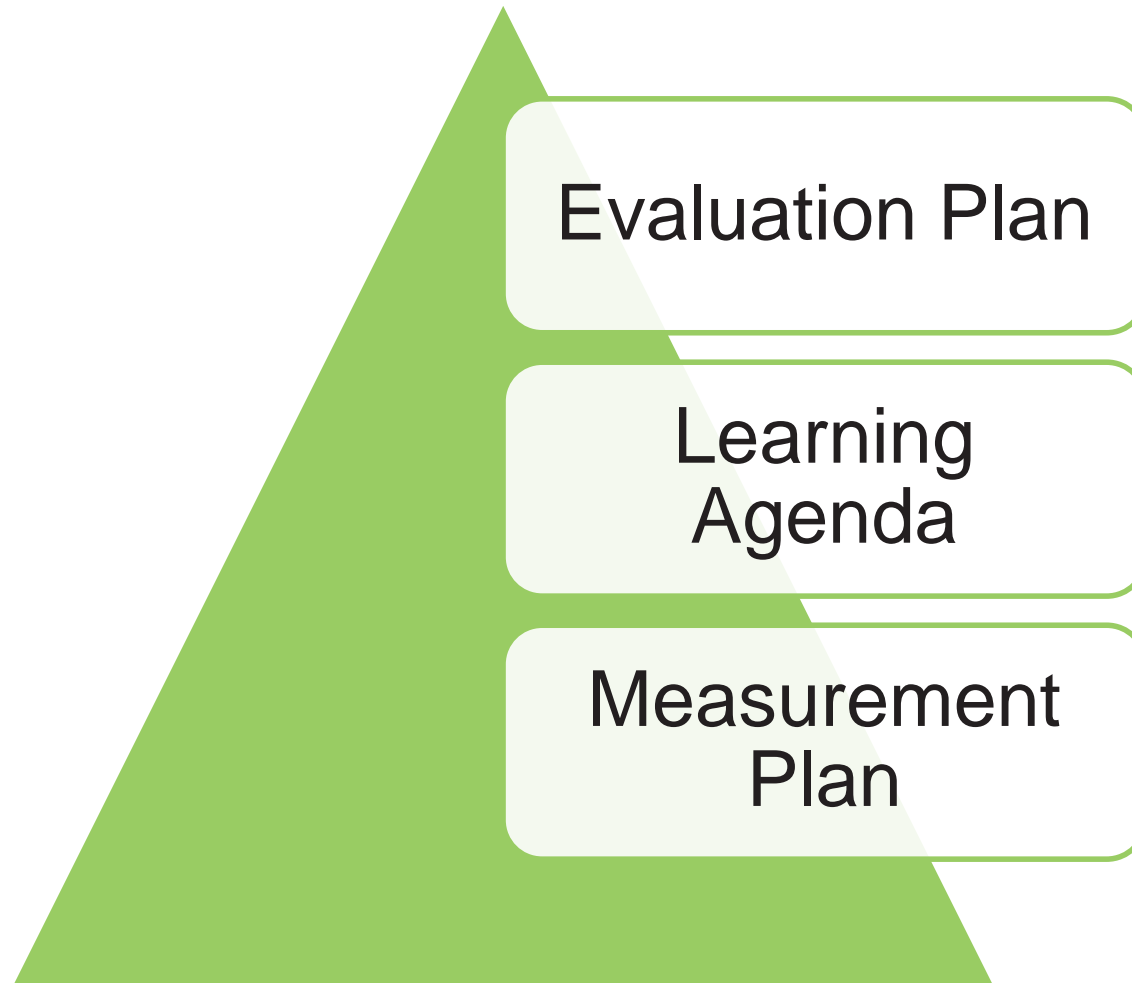 Evaluation Plan
Learning
Agenda
Measurement
Plan